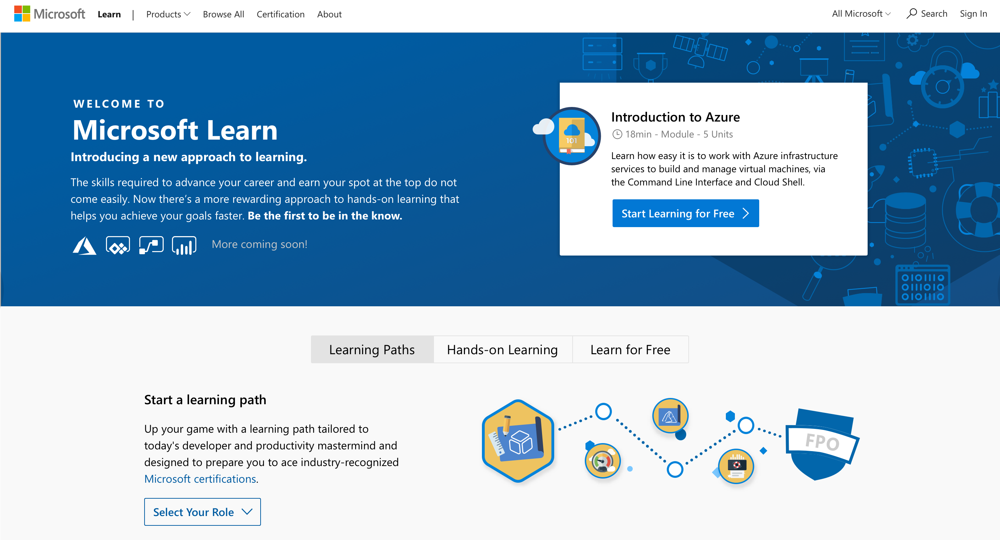 Microsoft Learn | Products Browse All Certification About All Microsoft Search Sign In
WELCOME TO
Microsoft Learn
Introducing a new approach to learning.
The skills required to advance your career and earn your spot at the top do not
come easily. Now there’s a more rewarding approach to hands-on learning that
helps you achieve your goals faster. Be the first to be in the know.
More coming soon!
101
Introduction to Azure
18min - Module - 5 Units
Learn how easy it is to work with Azure infrastructure
services to build and manage virtual machines, via
the Command Line Interface and Cloud Shell.
Start Learning for Free
Learning Paths Hands-on Learning Learn for Free
Start a learning path
Up your game with a learning path tailored to
today's developer and productivity mastermind and
designed to prepare you to ace industry-recognized
Microsoft certifications.
Select Your Role
FPO